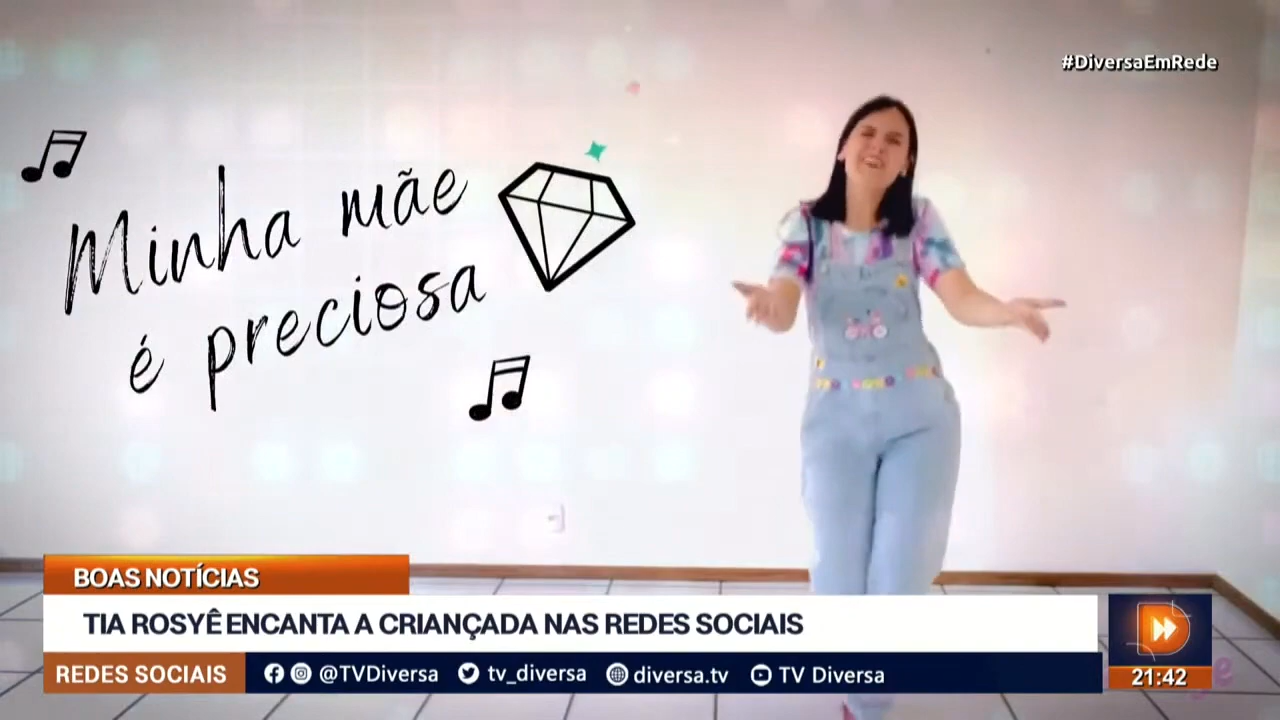 #DiversaEmRede
Minha mãe
é preciosa
BOAS NOTÍCIAS
TIA ROSYÊ ENCANTA A CRIANÇADA NAS REDES SOCIAIS
REDES SOCIAIS @TVDiversa tv_diversa diversa.tv TV Diversa
21:42